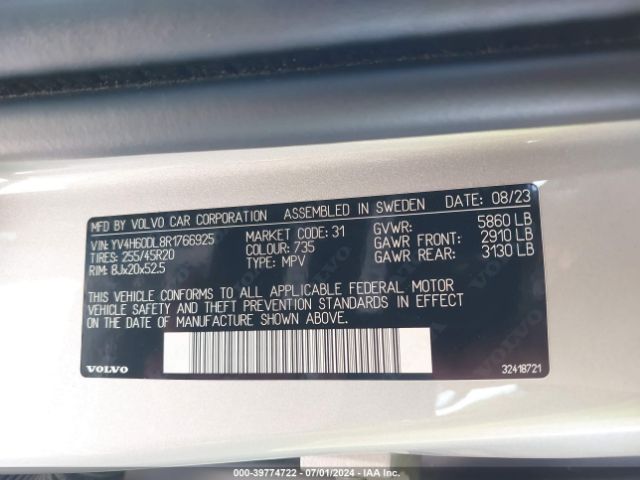 MFD BY VOLVO CAR CORPORATION ASSEMBLED IN SWEDEN DATE: 08/23
VIN: YV4H60DL8R1766925 MARKET CODE: 31 GVWR: 5860 LB
TIRES: 255/45R20 COLOUR: 735 GAWR FRONT: 2910 LB
RIM: 8Jx20x52.5 TYPE: MPV GAWR REAR: 3130 LB
THIS VEHICLE CONFORMS TO ALL APPLICABLE FEDERAL MOTOR
VEHICLE SAFETY AND THEFT PREVENTION STANDARDS IN EFFECT
ON THE DATE OF MANUFACTURE SHOWN ABOVE.
VOLVO 32418721
000-39774722 - 07/01/2024 - IAA, Inc.